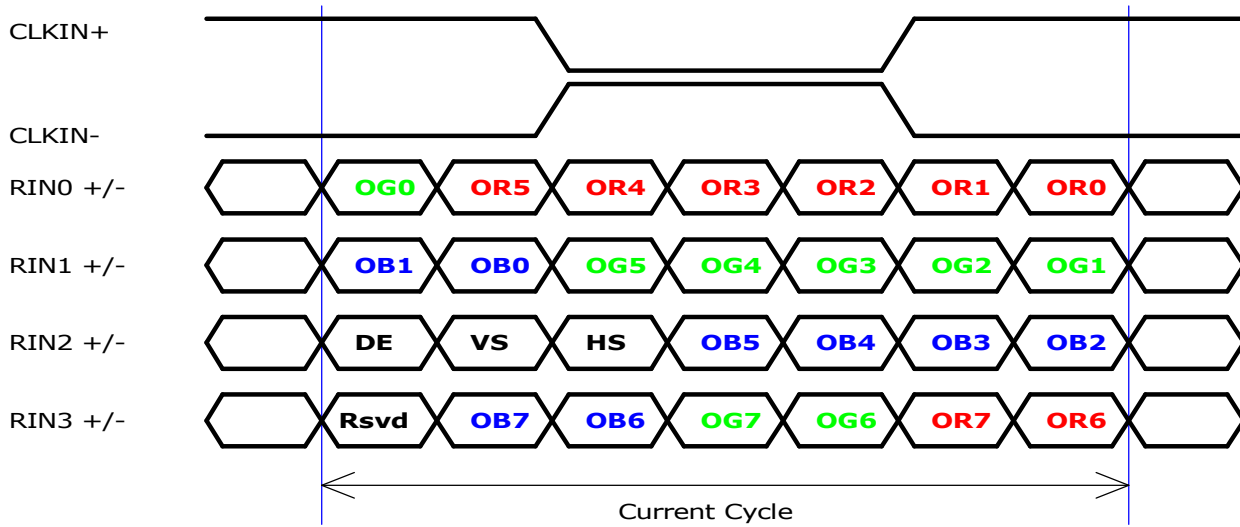 CLKIN+
CLKIN-
RIN0 +/- OG0 OR5 OR4 OR3 OR2 OR1 OR0
RIN1 +/- OB1 OB0 OG5 OG4 OG3 OG2 OG1
RIN2 +/- DE VS HS OB5 OB4 OB3 OB2
RIN3 +/- Rsvd OB7 OB6 OG7 OG6 OR7 OR6
Current Cycle